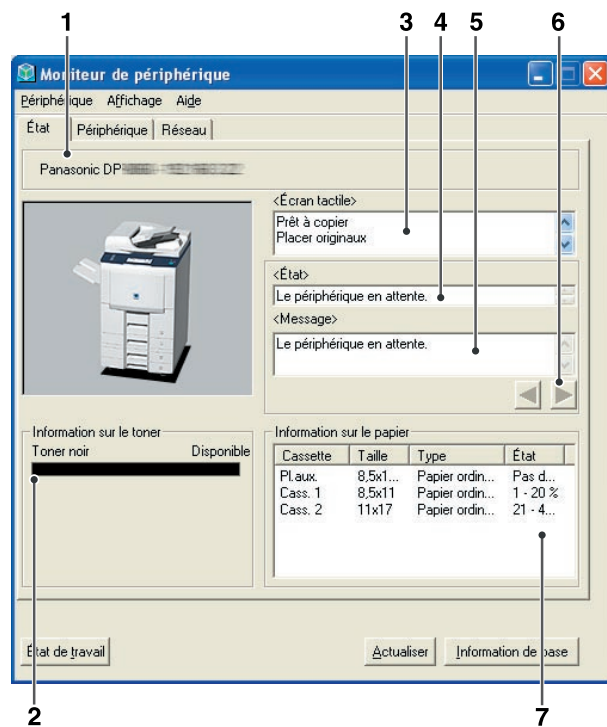 1 3 4 5 6
Moniteur de périphérique
Périphérique Affichage Aide
État Périphérique Réseau
Panasonic DP
<Écran tactile>
Prêt à copier
Placer originaux
<État>
Le périphérique en attente.
<Message>
Le périphérique en attente.
Information sur le toner
Toner noir Disponible
Information sur le papier
Cassette Taille Type État
Pl.aux. 8,5x1... Papier ordin... Pas d...
Cass. 1 8,5x11 Papier ordin... 1 - 20 %
Cass. 2 11x17 Papier ordin... 21 - 4...
État de travail Actualiser Information de base
2 7